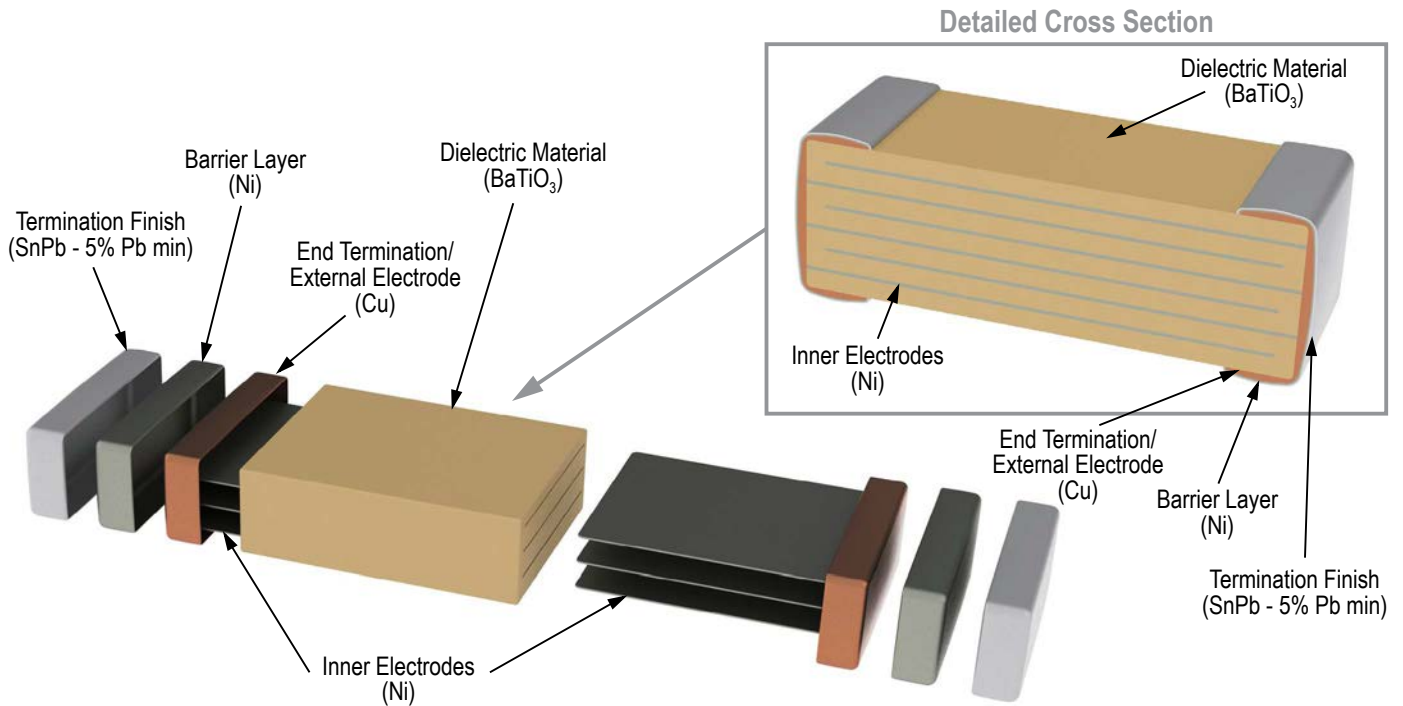 Detailed Cross Section
Dielectric Material
(BaTiO₃)
Inner Electrodes
(Ni)
End Termination/
External Electrode
(Cu)
Barrier Layer
(Ni)
Termination Finish
(SnPb - 5% Pb min)
Barrier Layer
(Ni)
Dielectric Material
(BaTiO₃)
Termination Finish
(SnPb - 5% Pb min)
End Termination/
External Electrode
(Cu)
Inner Electrodes
(Ni)